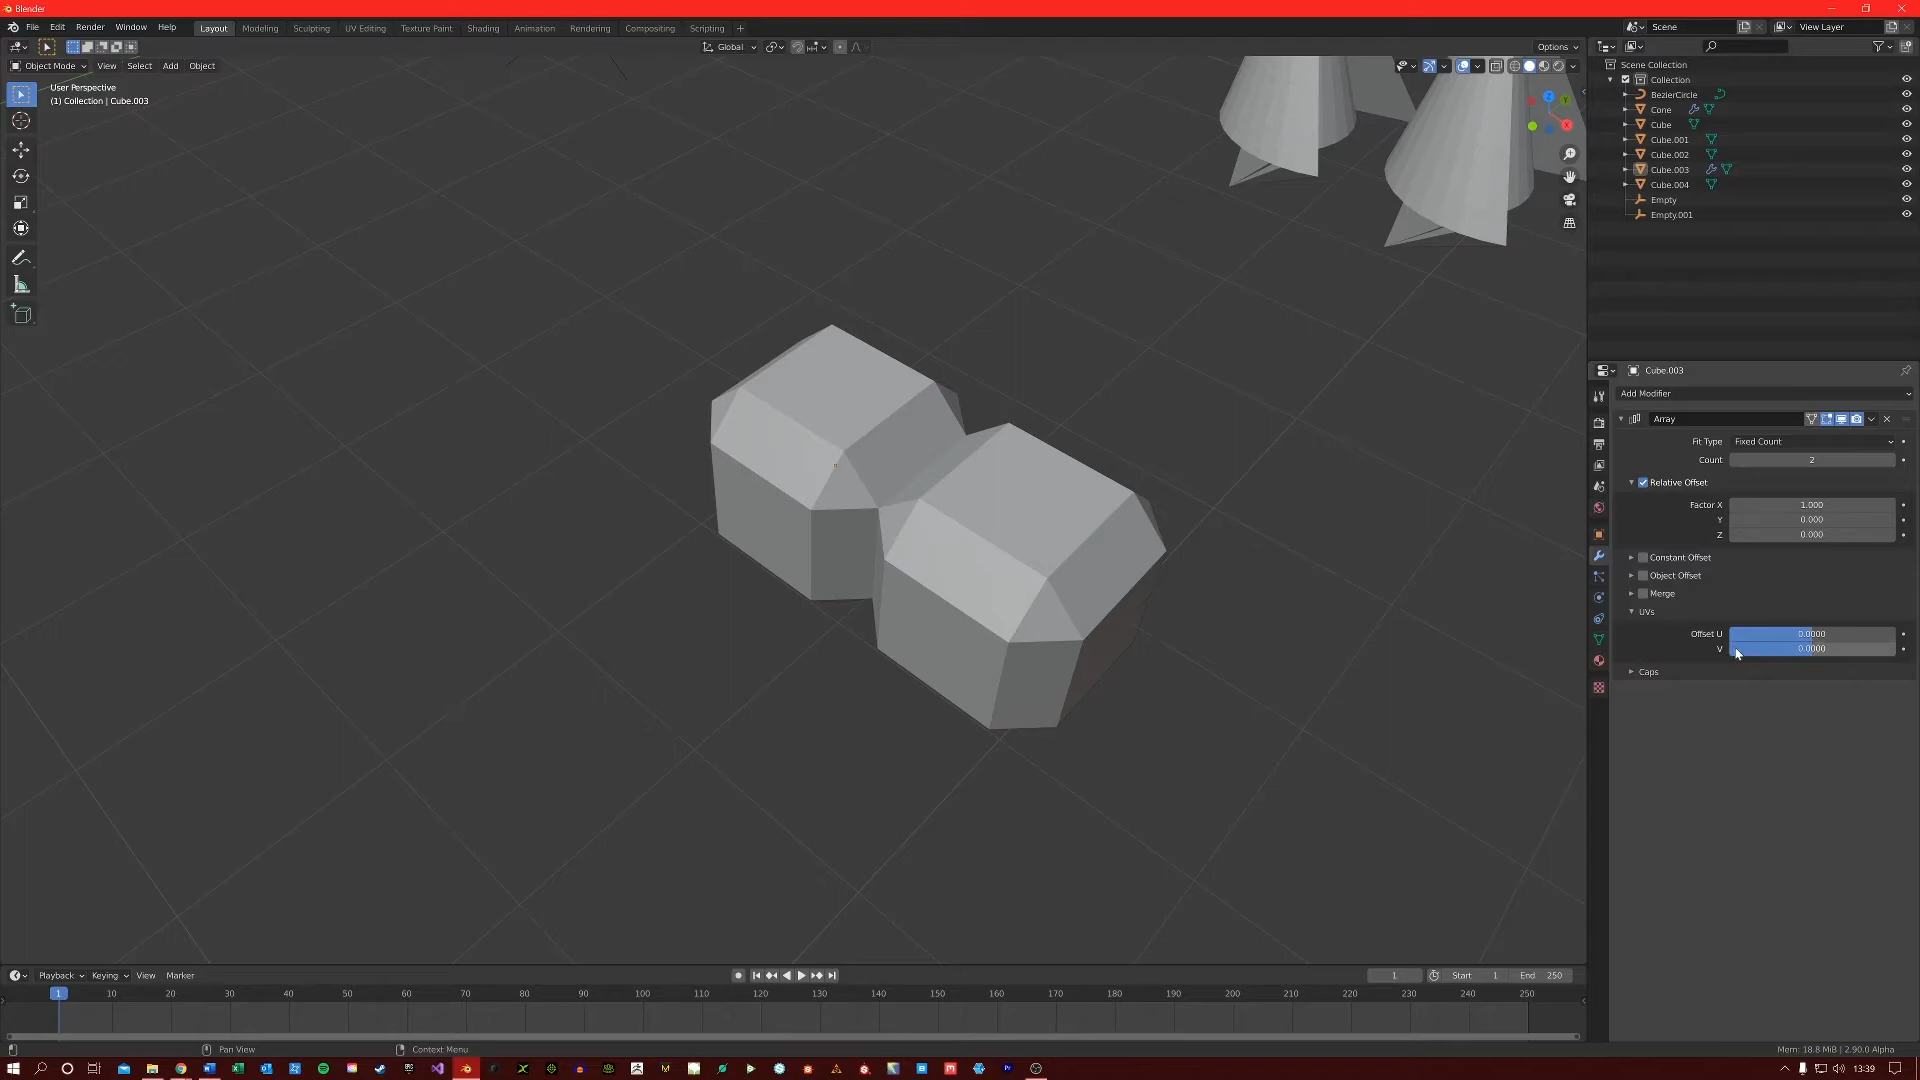 Blender
File Edit Render Window Help Layout Modeling Sculpting UV Editing Texture Paint Shading Animation Rendering Compositing Scripting + Scene View Layer
Global Options
Object Mode View Select Add Object
User Perspective
(1) Collection | Cube.003
Z
Y
X
Scene Collection
Collection
BezierCircle
Cone
Cube
Cube.001
Cube.002
Cube.003
Cube.004
Empty
Empty.001
Cube.003
Add Modifier
Array
Fit Type Fixed Count
Count 2
Relative Offset
Factor X 1.000
Y 0.000
Z 0.000
Constant Offset
Object Offset
Merge
UVs
Offset U 0.0000
V 0.0000
Caps
Playback Keying View Marker 1 Start 1 End 250
1 10 20 30 40 50 60 70 80 90 100 110 120 130 140 150 160 170 180 190 200 210 220 230 240 250
Pan View Context Menu Mem: 18.8 MiB | 2.90.0 Alpha
13:39